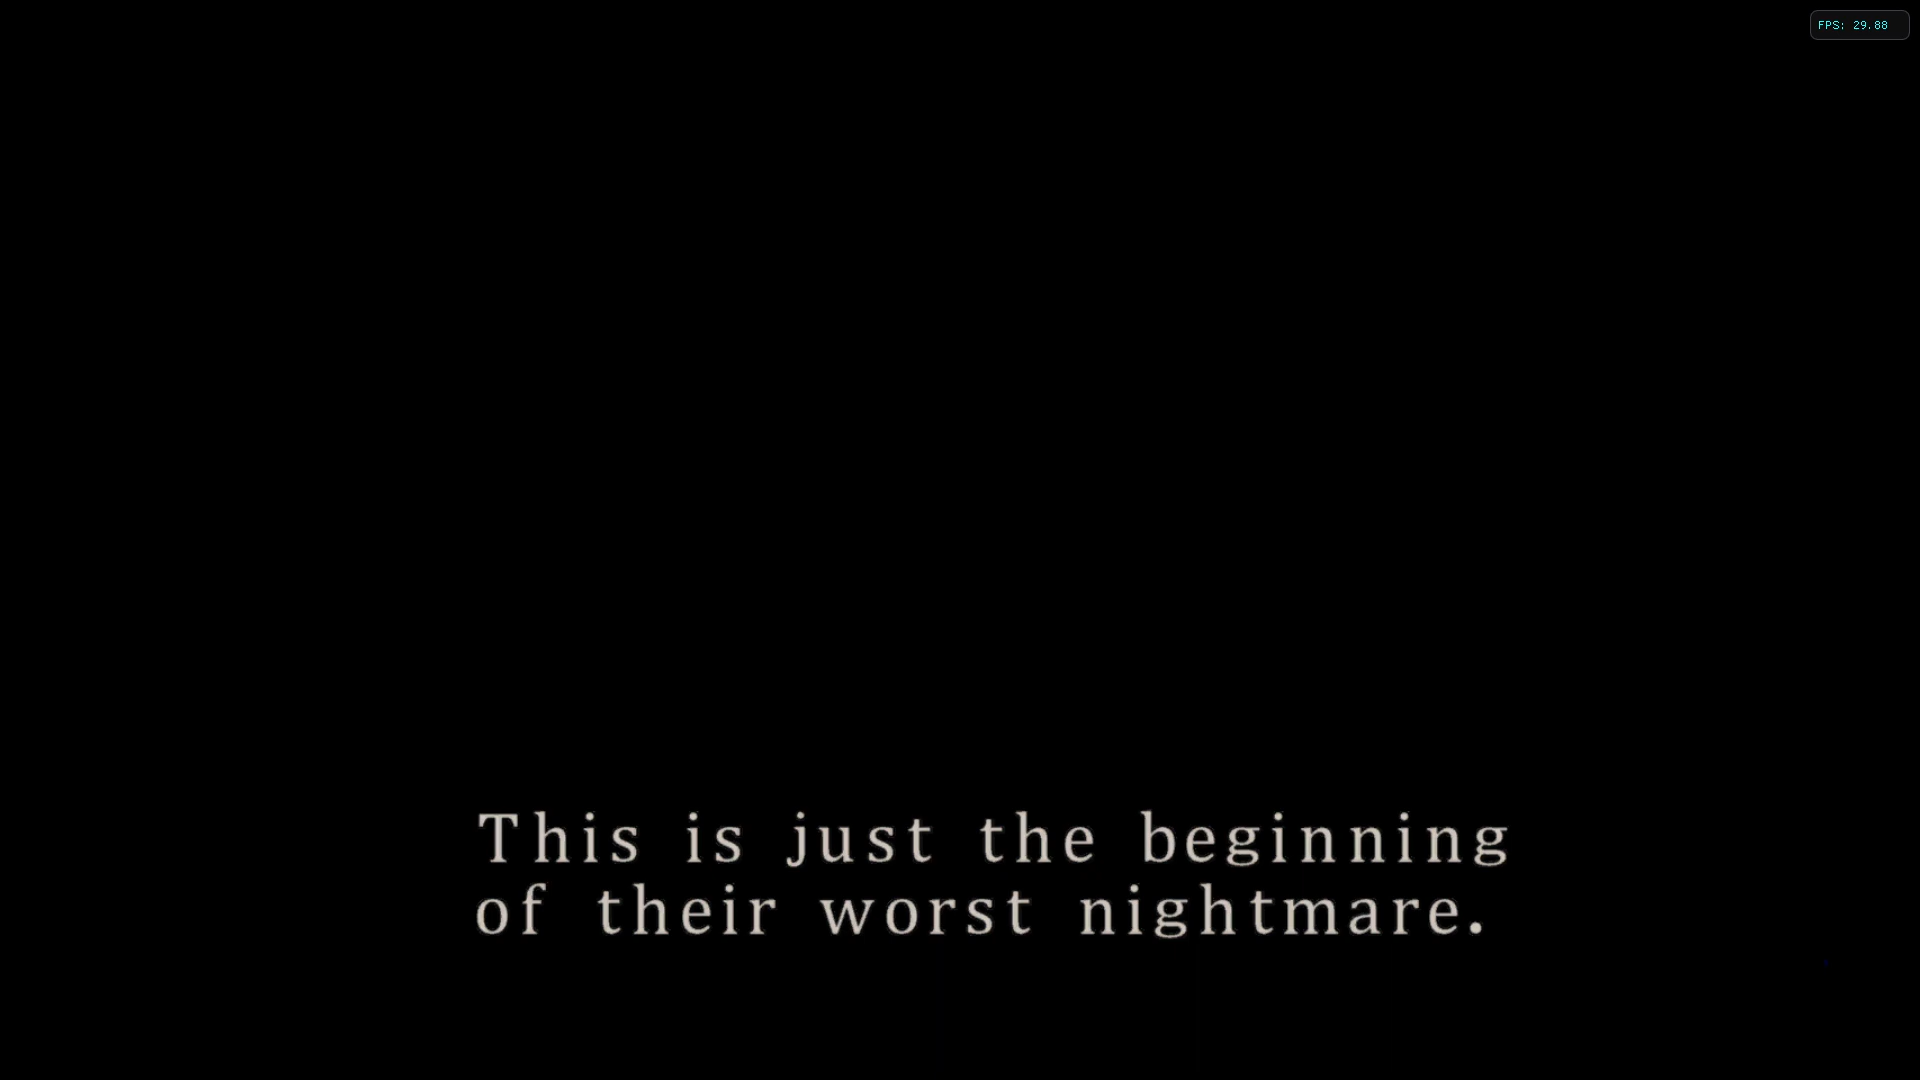 FPS: 29.88
This is just the beginning
of their worst nightmare.